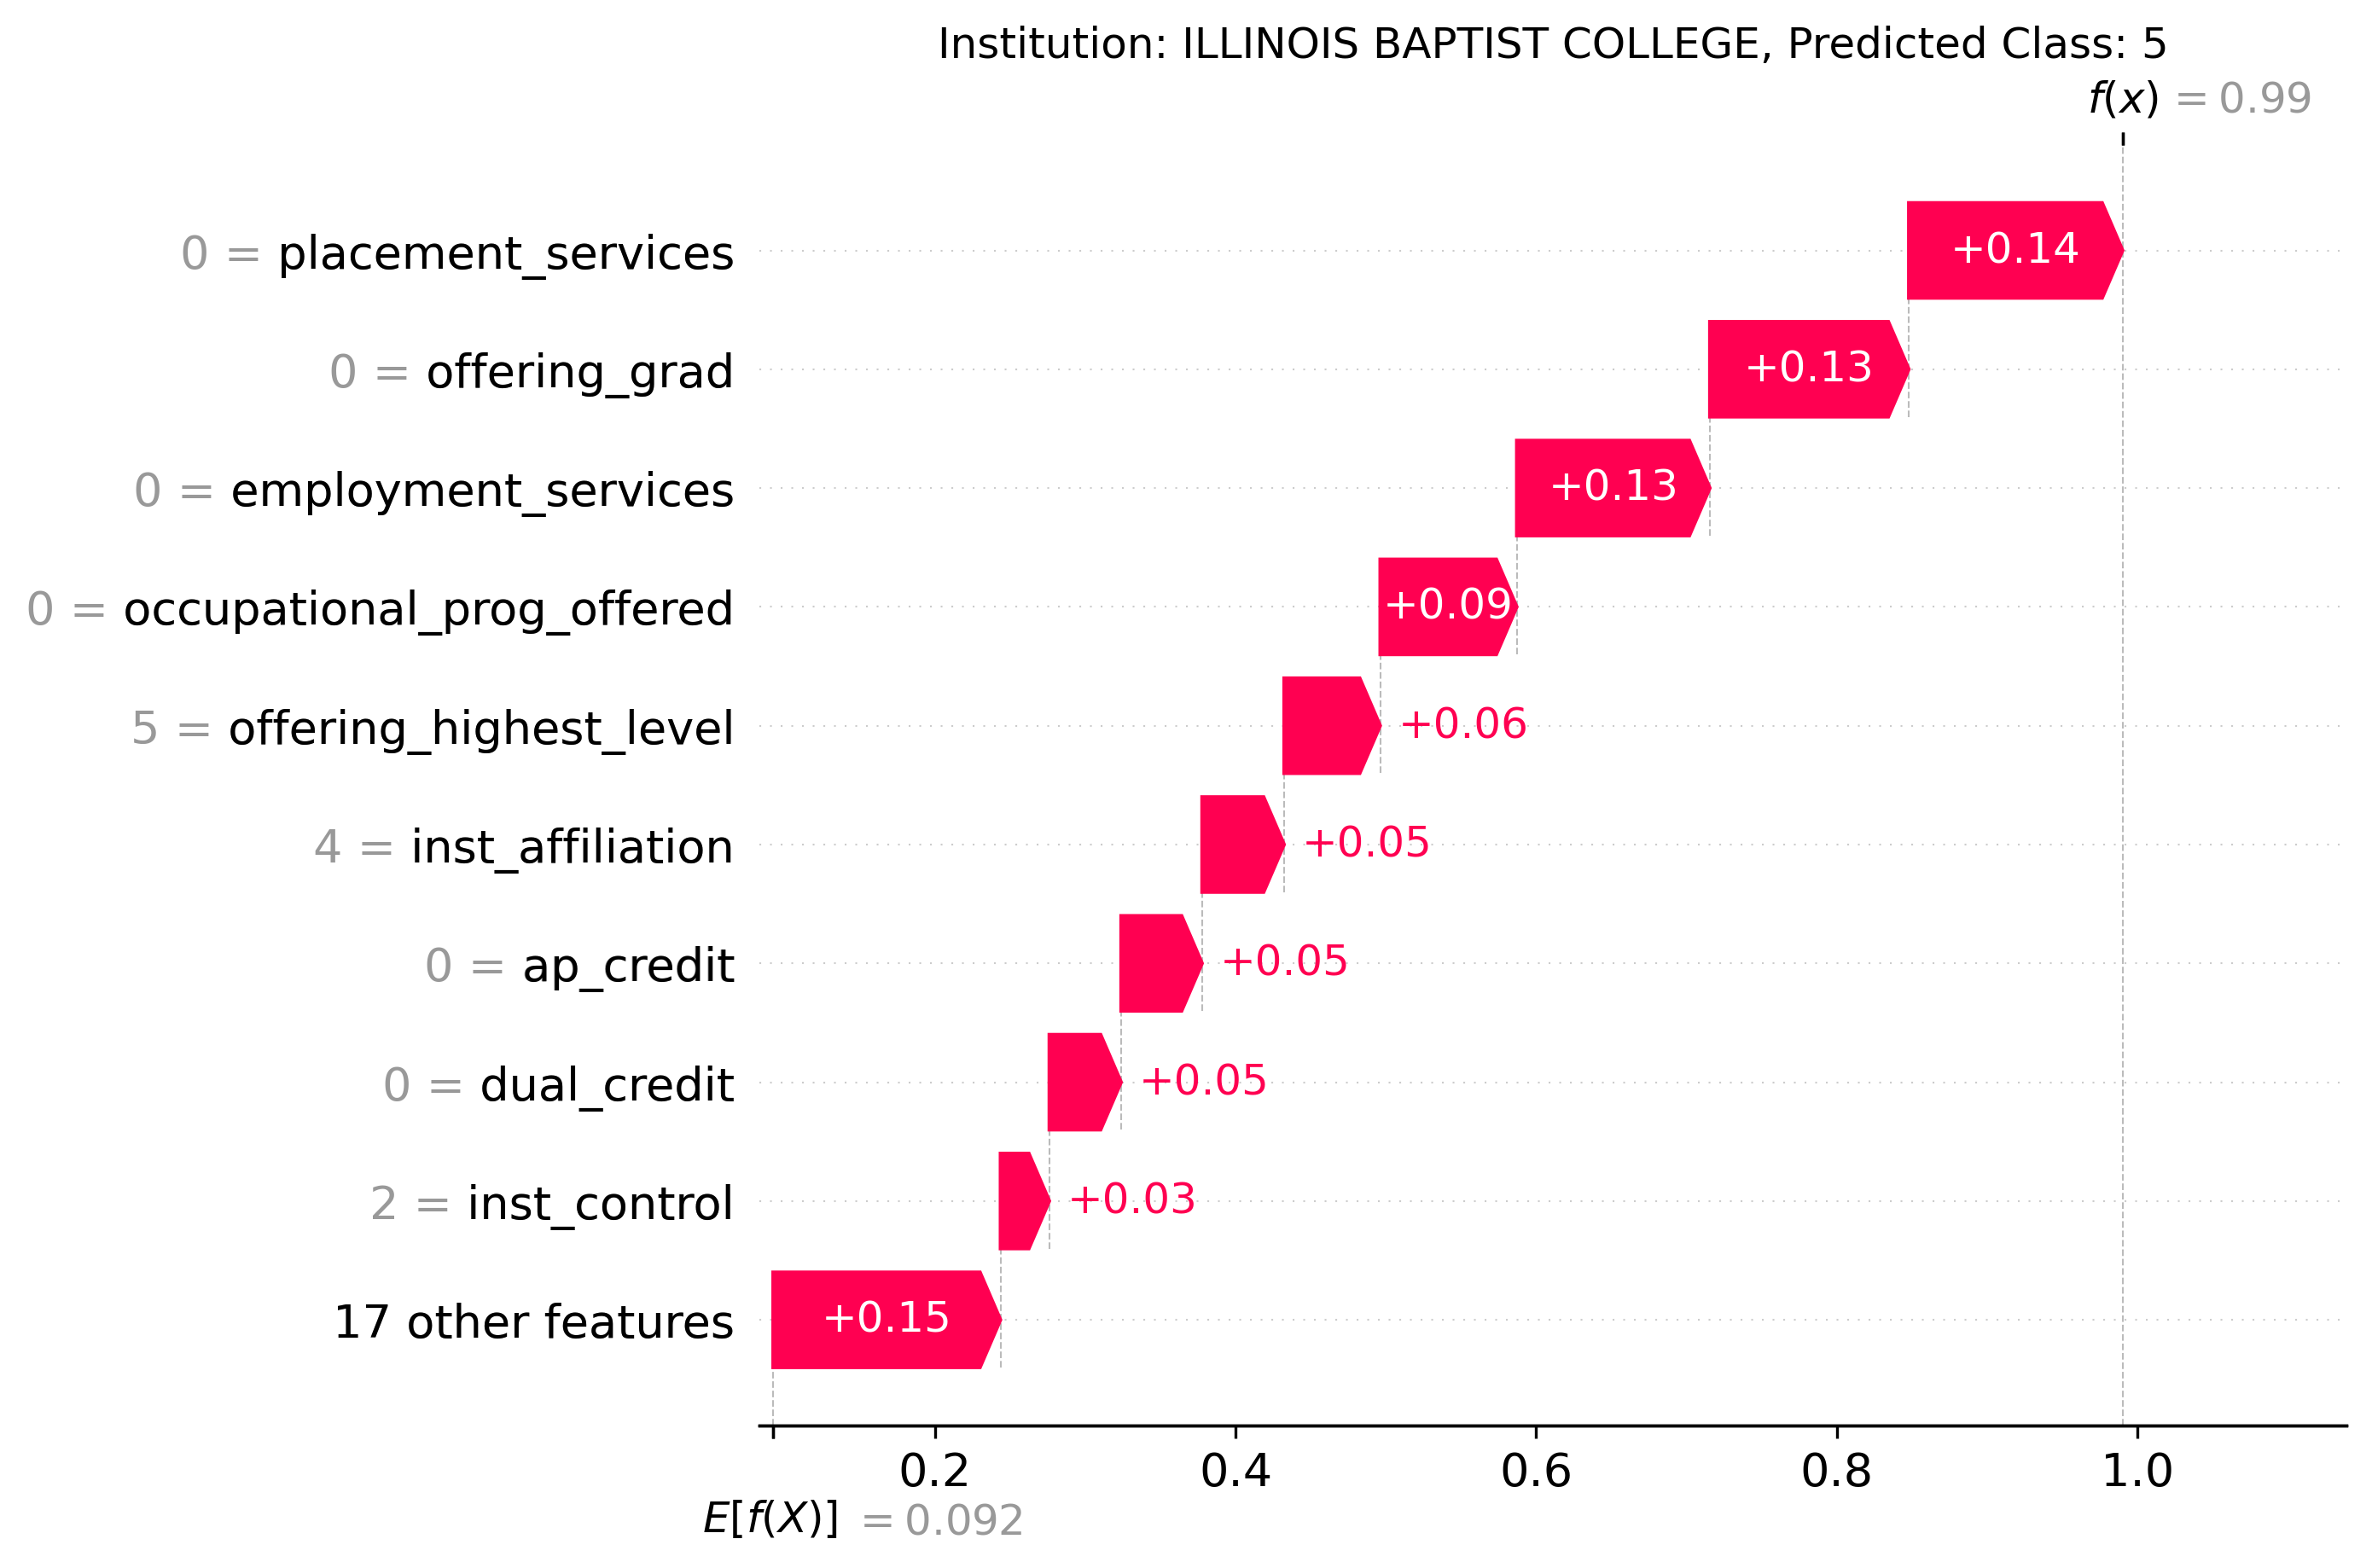 Institution: ILLINOIS BAPTIST COLLEGE, Predicted Class: 5
f(x) = 0.99
0 = placement_services +0.14
0 = offering_grad +0.13
0 = employment_services +0.13
0 = occupational_prog_offered +0.09
5 = offering_highest_level +0.06
4 = inst_affiliation +0.05
0 = ap_credit +0.05
0 = dual_credit +0.05
2 = inst_control +0.03
17 other features +0.15
0.2 0.4 0.6 0.8 1.0
E[f(X)] = 0.092